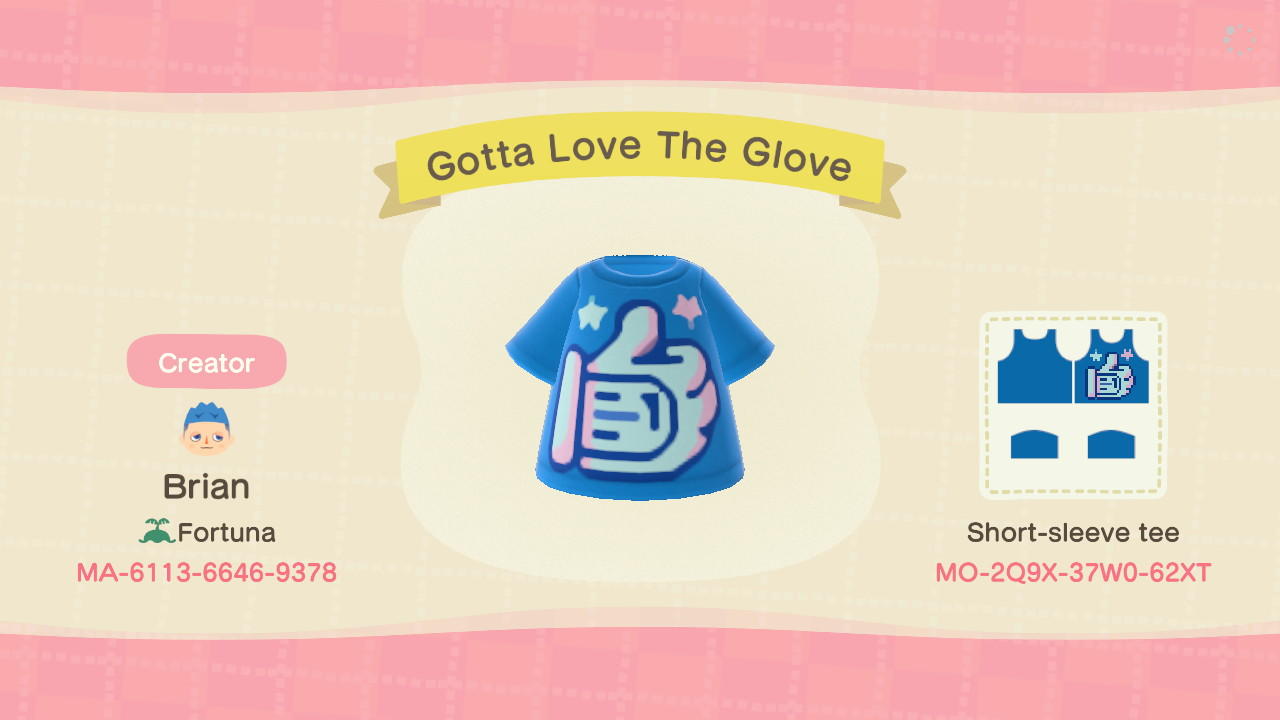 Gotta Love The Glove
Creator
Brian
Fortuna
MA-6113-6646-9378
Short-sleeve tee
MO-2Q9X-37W0-62XT